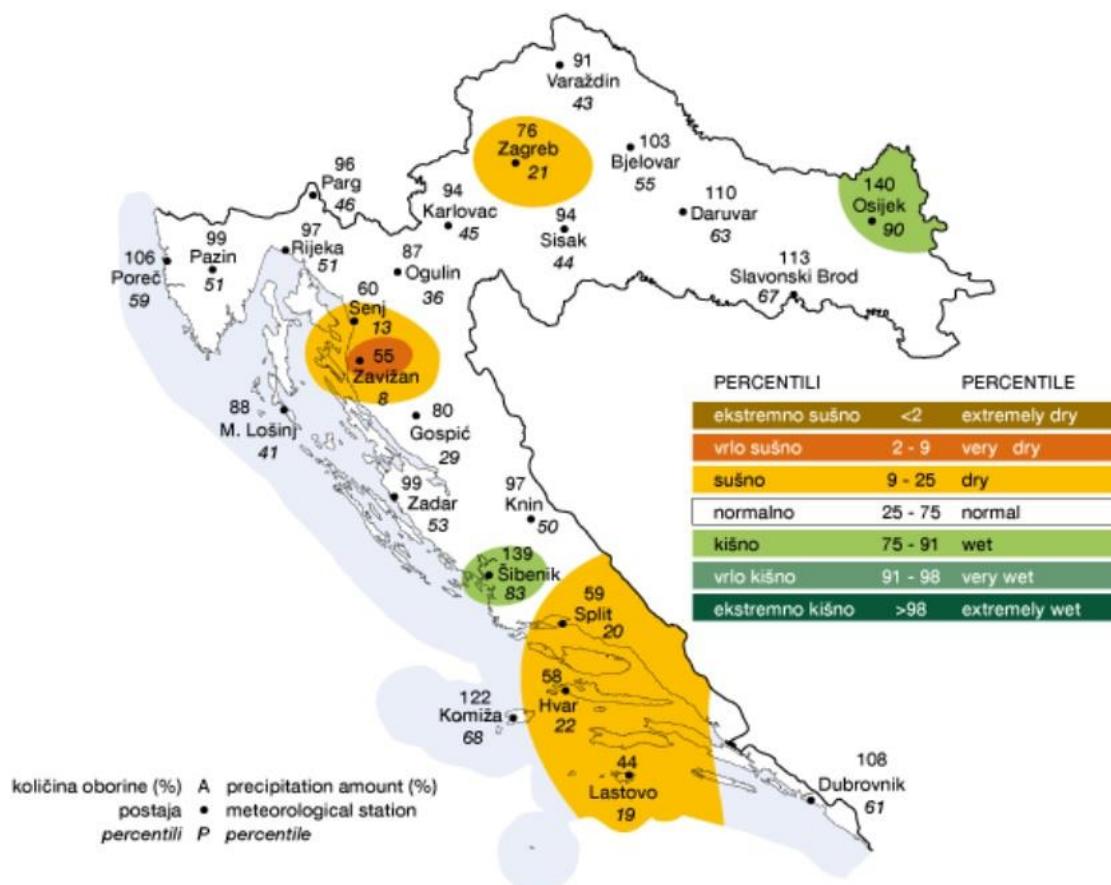 91
Varaždin
43
76
Zagreb
21
103
Bjelovar
55
140
Osijek
90
96
Parg
46
94
Karlovac
45
94
Sisak
44
110
Daruvar
63
106
Poreč
59
99
Pazin
51
97
Rijeka
51
87
Ogulin
36
113
Slavonski Brod
67
60
Senj
13
55
Zavižan
8
88
M. Lošinj
41
80
Gospić
29
99
Zadar
53
97
Knin
50
139
Šibenik
83
59
Split
20
58
Hvar
22
122
Komiža
68
44
Lastovo
19
108
Dubrovnik
61
PERCENTILI PERCENTILE
ekstremno sušno <2 extremely dry
vrlo sušno 2 - 9 very dry
sušno 9 - 25 dry
normalno 25 - 75 normal
kišno 75 - 91 wet
vrlo kišno 91 - 98 very wet
ekstremno kišno >98 extremely wet
količina oborine (%) A precipitation amount (%)
postaja • meteorological station
percentili P percentile